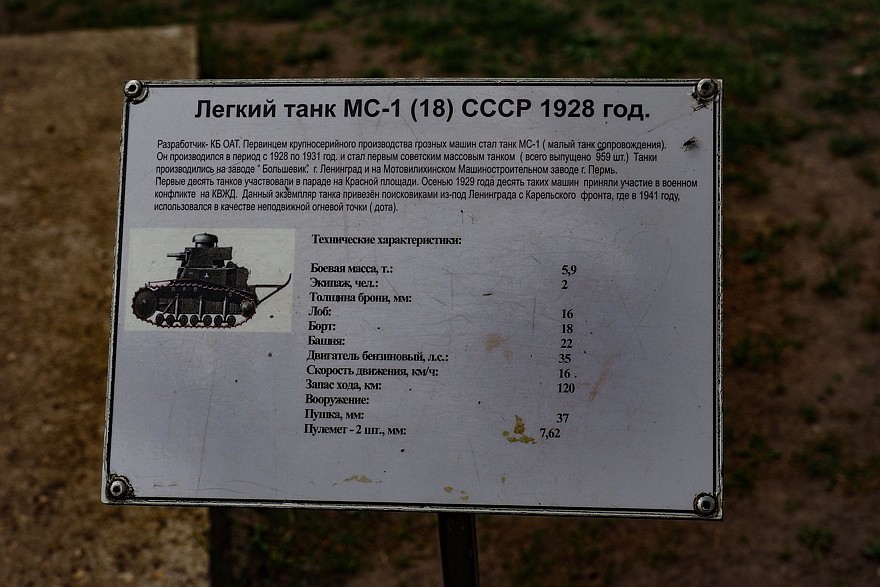 Легкий танк МС-1 (18) СССР 1928 год.
Разработчик- КБ ОАТ. Первинцем крупносерийного производства грозных машин стал танк МС-1 ( малый танк сопровождения).
Он производился в период с 1928 по 1931 год. и стал первым советским массовым танком ( всего выпущено 959 шт.) Танки
производились на заводе " Большевик", г. Ленинград и на Мотовилихинском Машиностроительном заводе г. Пермь.
Первые десять танков участвовали в параде на Красной площади. Осенью 1929 года десять таких машин приняли участие в военном
конфликте на КВЖД. Данный экземпляр танка привезён поисковиками из-под Ленинграда с Карельского фронта, где в 1941 году,
использовался в качестве неподвижной огневой точки ( дота).
Технические характеристики:
Боевая масса, т.: 5,9
Экипаж, чел.: 2
Толщина брони, мм:
Лоб: 16
Борт: 18
Башня: 22
Двигатель бензиновый, л.с.: 35
Скорость движения, км/ч: 16
Запас хода, км: 120
Вооружение:
Пушка, мм: 37
Пулемет - 2 шт., мм: 7,62